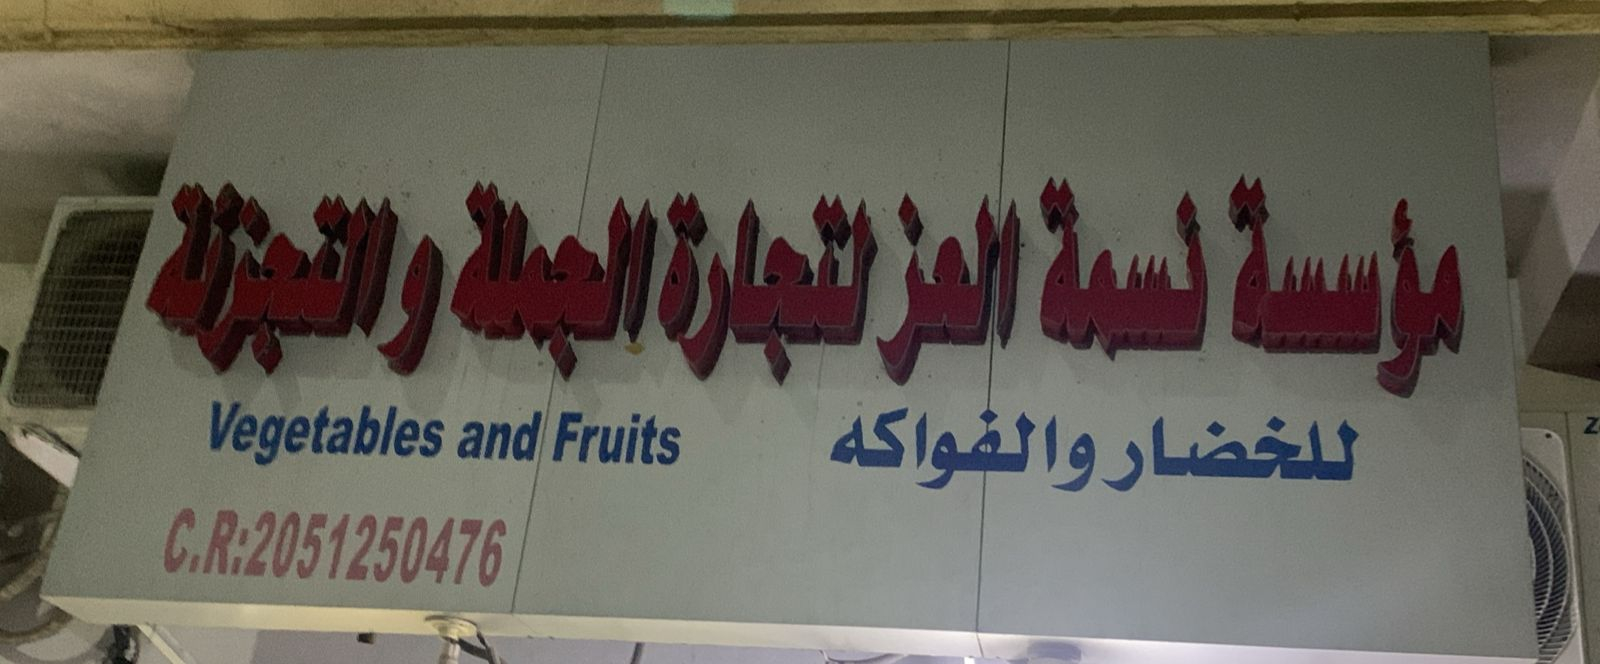 مؤسسة نسمة العز لتجارة الجملة والتجزئة
للخضار والفواكه
Vegetables and Fruits
C.R:2051250476